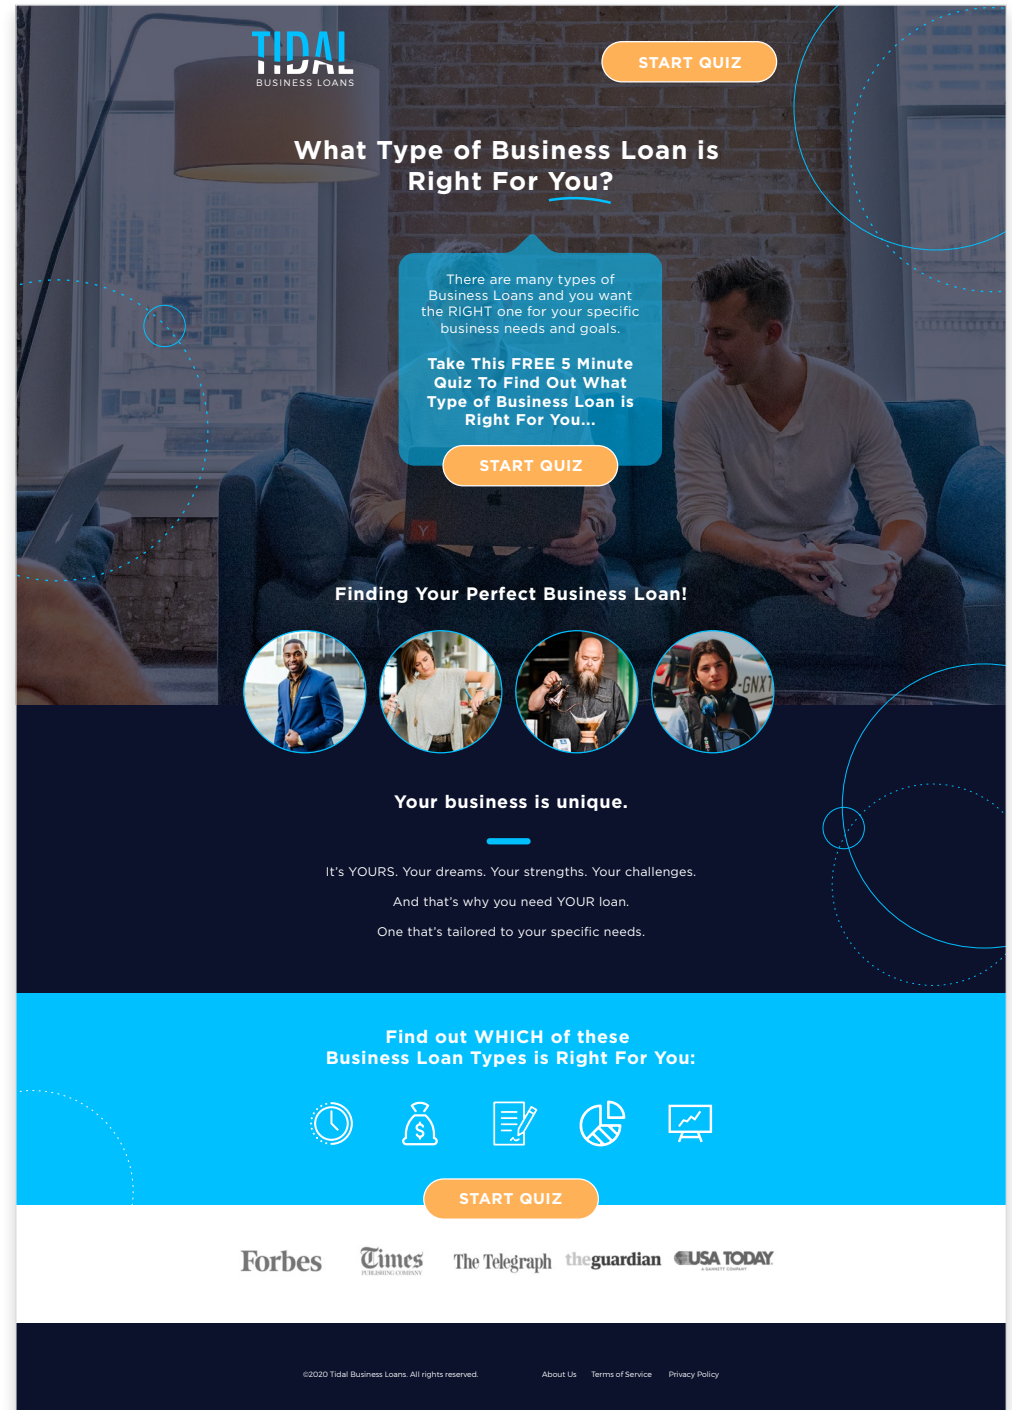 TIDAL
BUSINESS LOANS
START QUIZ
What Type of Business Loan is
Right For You?
There are many types of
Business Loans and you want
the RIGHT one for your specific
business needs and goals.
Take This FREE 5 Minute
Quiz To Find Out What
Type of Business Loan is
Right For You...
START QUIZ
Y
Finding Your Perfect Business Loan!
-GNXT
Your business is unique.
It's YOURS. Your dreams. Your strengths. Your challenges.
And that's why you need YOUR loan.
One that's tailored to your specific needs.
Find out WHICH of these
Business Loan Types is Right For You:
$
START QUIZ
Forbes
Times
PUBLISHING COMPANY
The Telegraph
theguardian
USA TODAY
A GANNETT COMPANY
©2020 Tidal Business Loans. All rights reserved.
About Us Terms of Service Privacy Policy